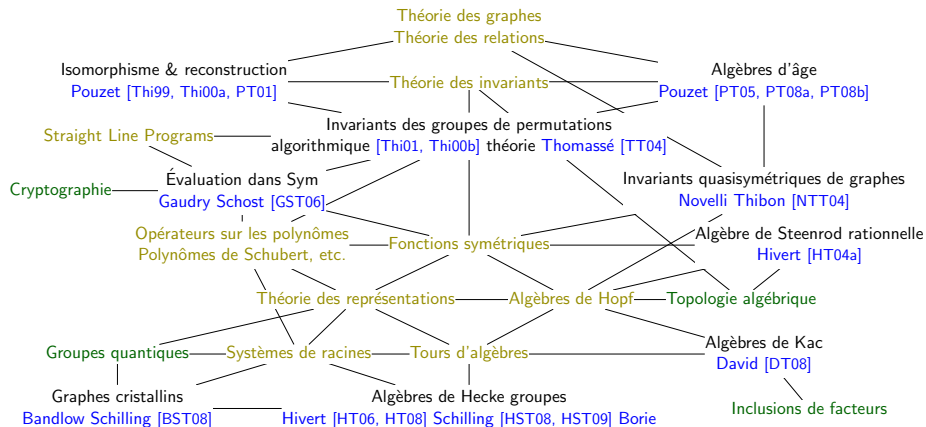 Théorie des graphes
Théorie des relations
Isomorphisme & reconstruction
Pouzet [Thi99, Thi00a, PT01]
Théorie des invariants
Algèbres d'âge
Pouzet [PT05, PT08a, PT08b]
Straight Line Programs
Invariants des groupes de permutations
algorithmique [Thi01, Thi00b] théorie Thomassé [TT04]
Cryptographie
Évaluation dans Sym
Gaudry Schost [GST06]
Invariants quasisymétriques de graphes
Novelli Thibon [NTT04]
Opérateurs sur les polynômes
Polynômes de Schubert, etc.
Fonctions symétriques
Algèbre de Steenrod rationnelle
Hivert [HT04a]
Théorie des représentations
Algèbres de Hopf
Topologie algébrique
Groupes quantiques
Systèmes de racines
Tours d'algèbres
Algèbres de Kac
David [DT08]
Graphes cristallins
Bandlow Schilling [BST08]
Algèbres de Hecke groupes
Hivert [HT06, HT08] Schilling [HST08, HST09] Borie
Inclusions de facteurs